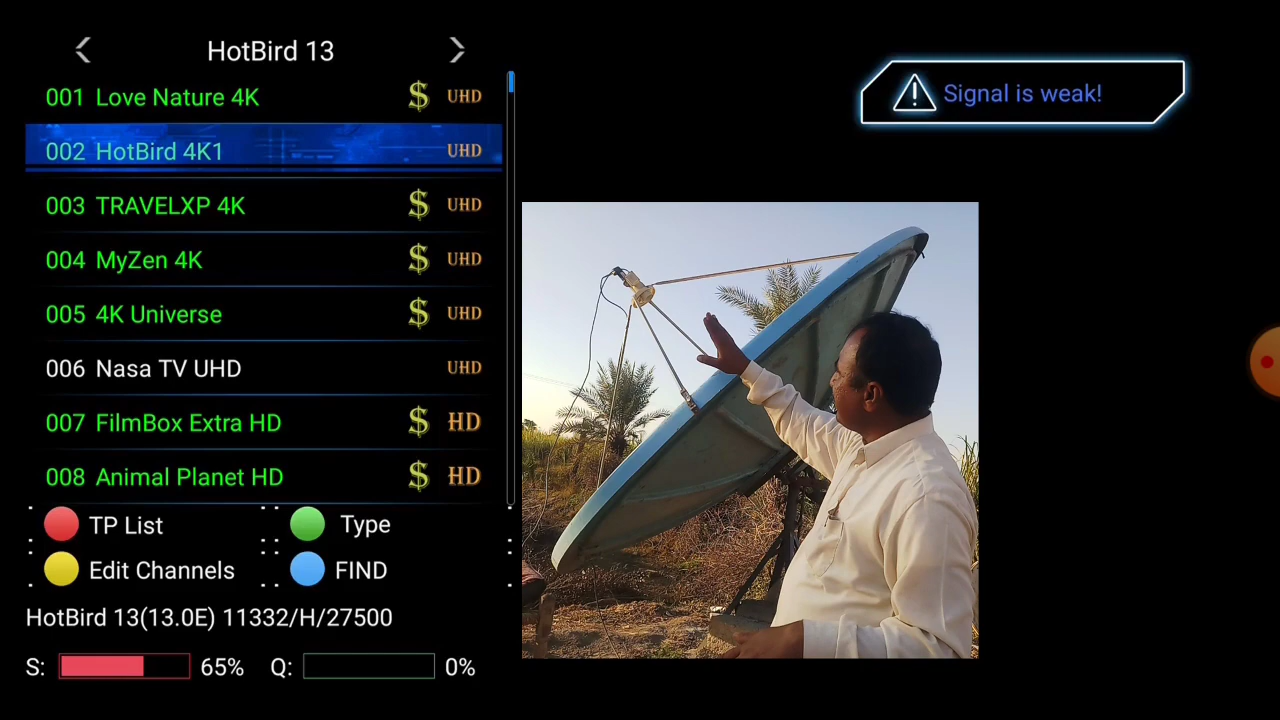 HotBird 13
001 Love Nature 4K $ UHD
002 HotBird 4K1 UHD
003 TRAVELXP 4K $ UHD
004 MyZen 4K $ UHD
005 4K Universe $ UHD
006 Nasa TV UHD UHD
007 FilmBox Extra HD $ HD
008 Animal Planet HD $ HD
TP List Type
Edit Channels FIND
HotBird 13(13.0E) 11332/H/27500
S: 65% Q: 0%
Signal is weak!